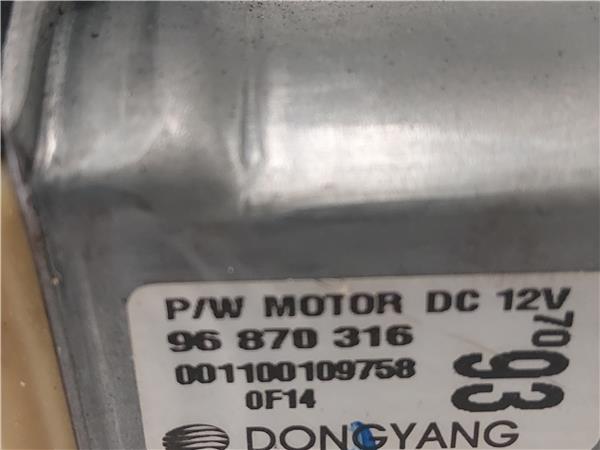 P/W MOTOR DC 12V
96 870 316
001100109758
0F14
DONGYANG
70
93